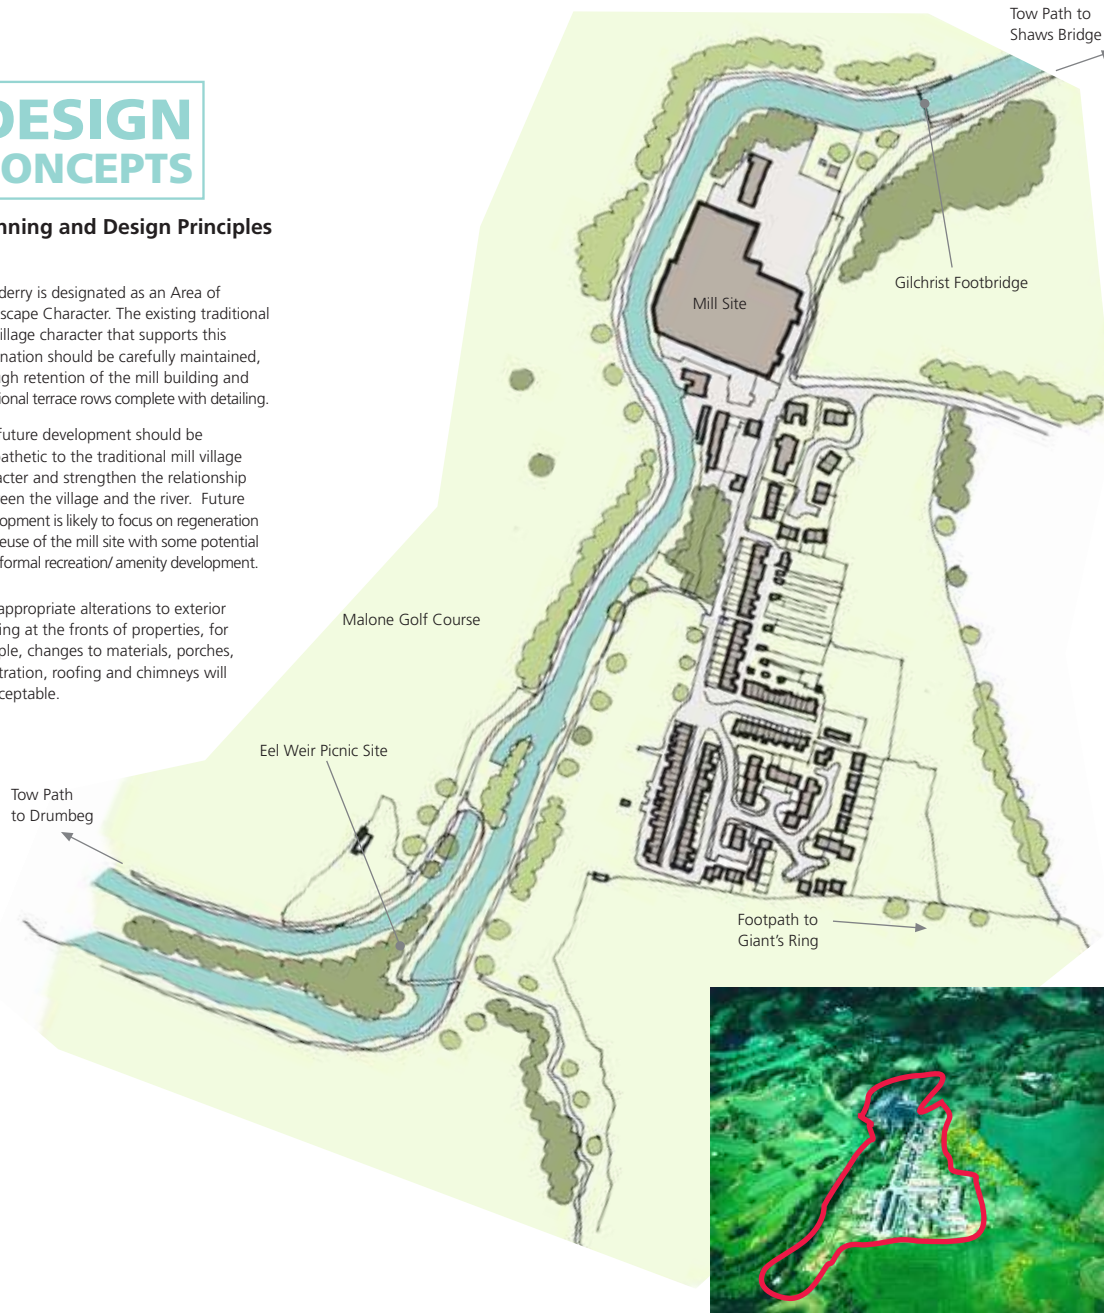 DESIGN
ONCEPTS
nning and Design Principles
derry is designated as an Area of
scape Character. The existing traditional
illage character that supports this
nation should be carefully maintained,
gh retention of the mill building and
ional terrace rows complete with detailing.
future development should be
athetic to the traditional mill village
acter and strengthen the relationship
een the village and the river. Future
opment is likely to focus on regeneration
euse of the mill site with some potential
formal recreation/ amenity development.
appropriate alterations to exterior
ing at the fronts of properties, for
ple, changes to materials, porches,
tration, roofing and chimneys will
ceptable.
Tow Path to
Shaws Bridge
Gilchrist Footbridge
Mill Site
Malone Golf Course
Eel Weir Picnic Site
Tow Path
to Drumbeg
Footpath to
Giant's Ring